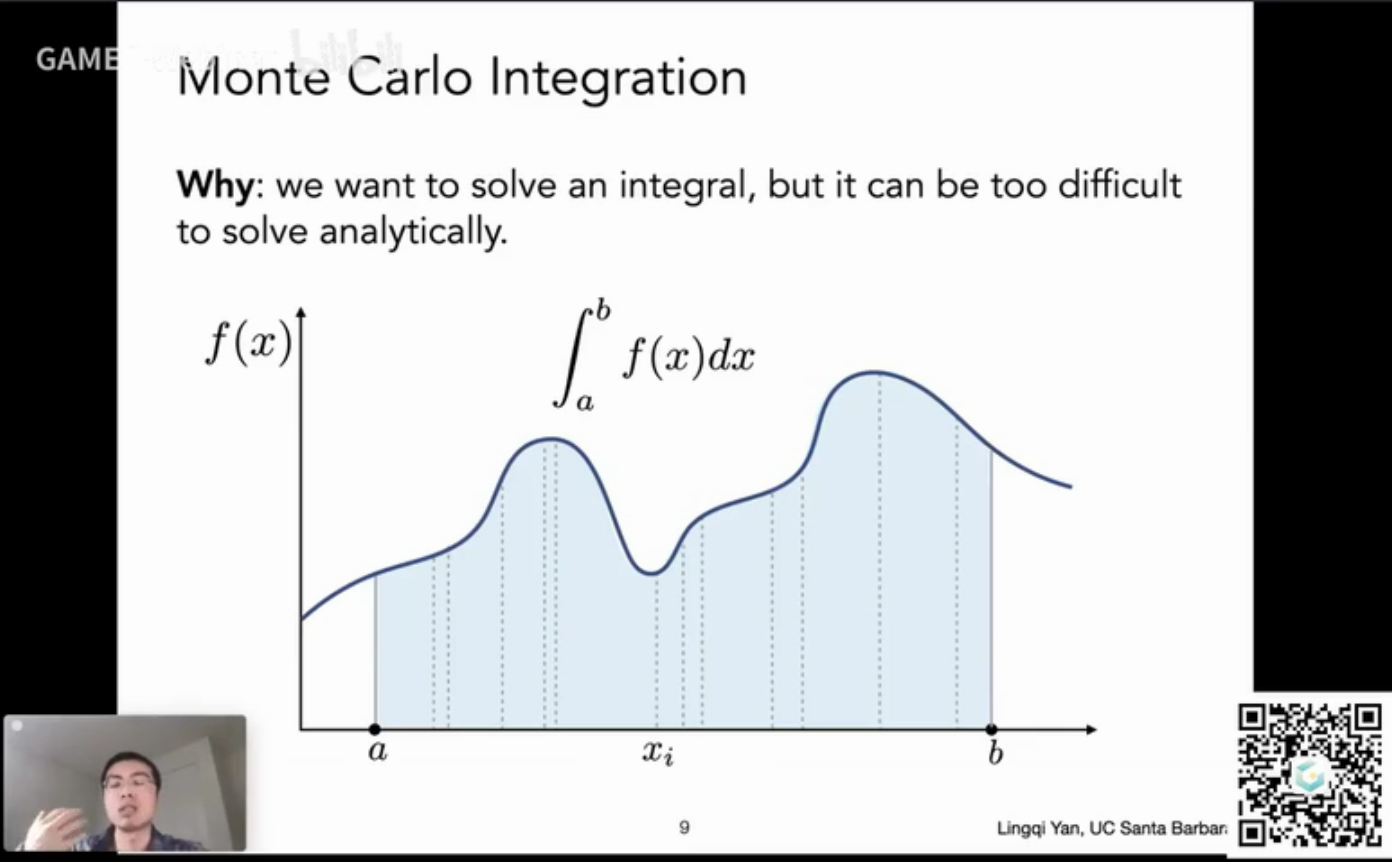 GAME
Monte Carlo Integration
Why: we want to solve an integral, but it can be too difficult
to solve analytically.
f(x)
∫_a^b f(x)dx
a
x_i
b
9
Lingqi Yan, UC Santa Barbar